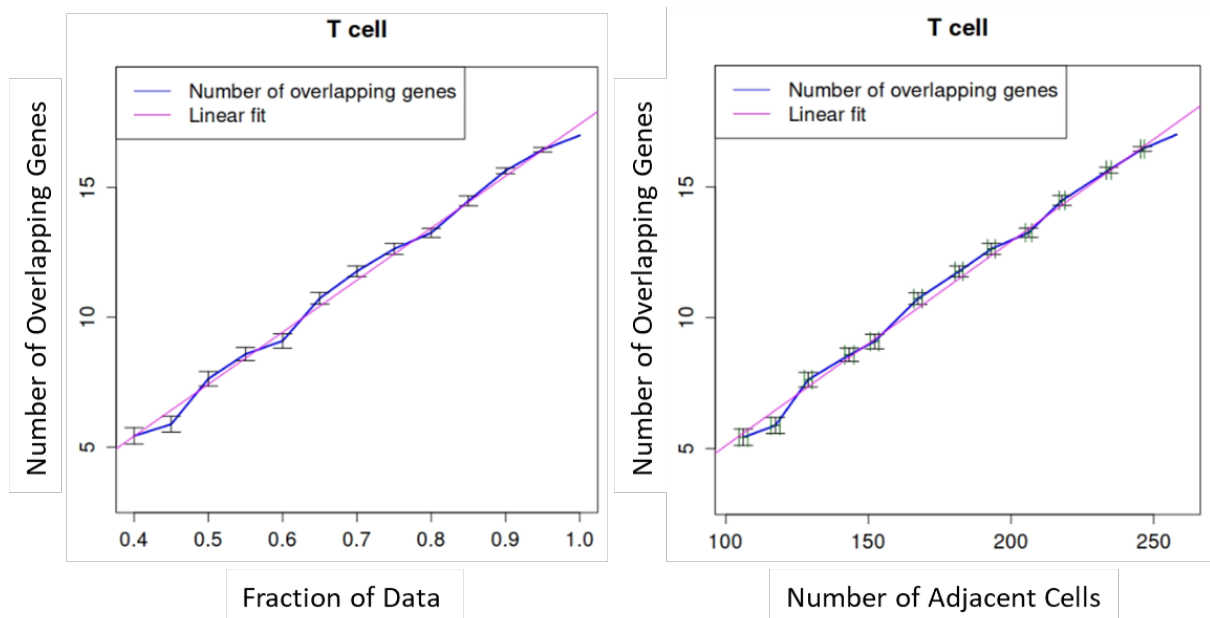 T cell
Number of overlapping genes
Linear fit
Number of Overlapping Genes
15
10
5
0.4 0.5 0.6 0.7 0.8 0.9 1.0
Fraction of Data
T cell
Number of overlapping genes
Linear fit
Number of Overlapping Genes
15
10
5
100 150 200 250
Number of Adjacent Cells